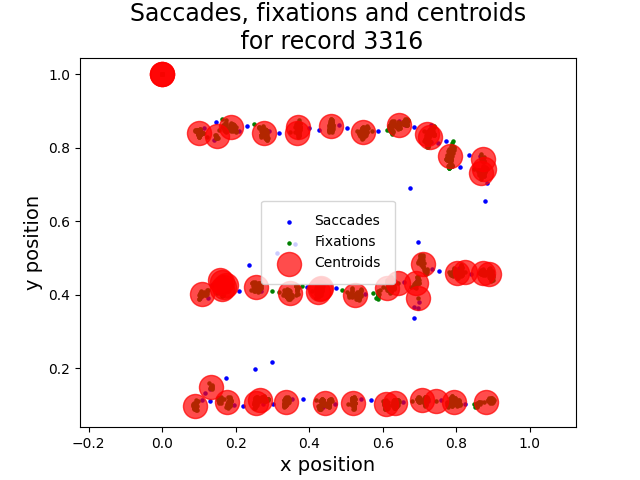 Saccades, fixations and centroids
for record 3316
y position
1.0
0.8
0.6
0.4
0.2
Saccades
Fixations
Centroids
−0.2
0.0
0.2
0.4
0.6
0.8
1.0
x position